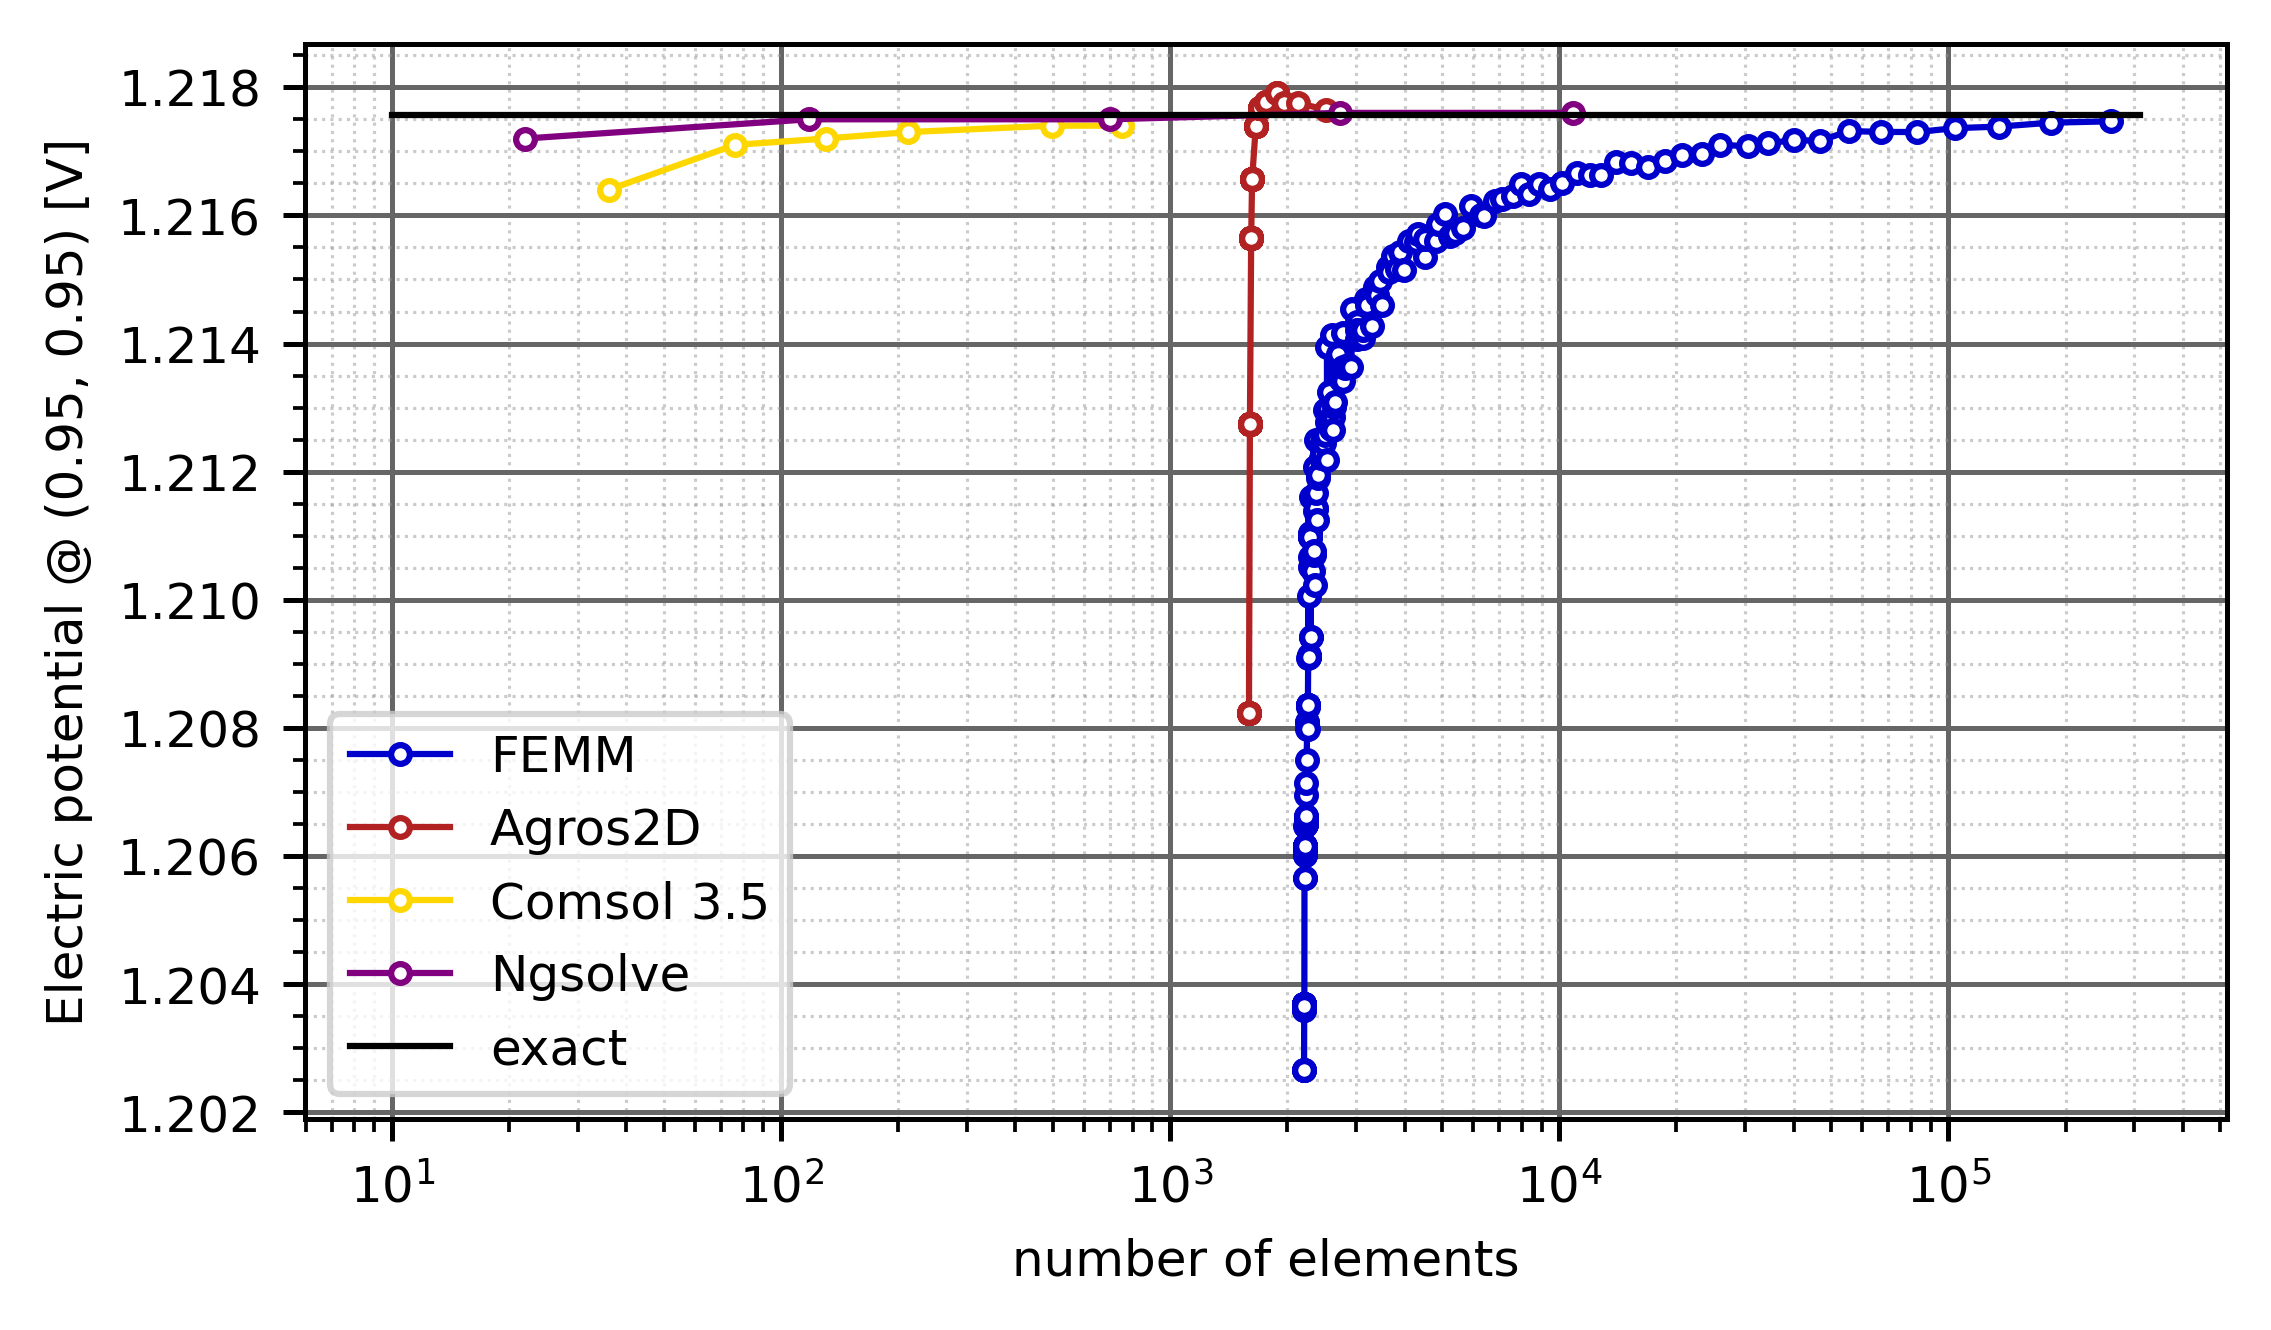 Electric potential @ (0.95, 0.95) [V]
1.218
1.216
1.214
1.212
1.210
1.208
1.206
1.204
1.202
FEMM
Agros2D
Comsol 3.5
Ngsolve
exact
10¹ 10² 10³ 10⁴ 10⁵
number of elements